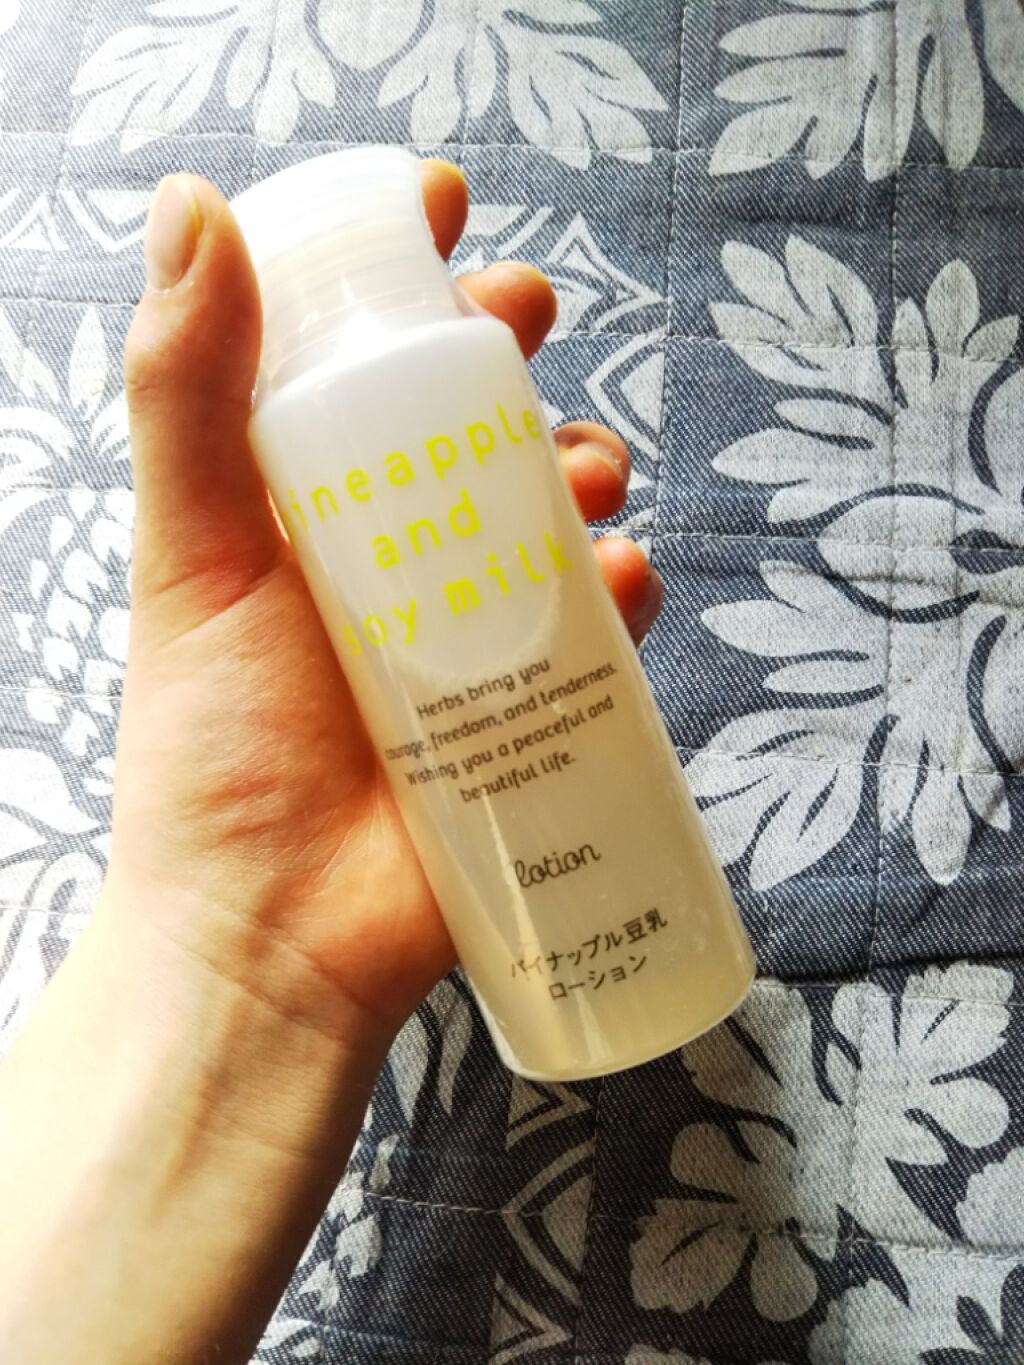 pineapple
and
soy milk
Herbs bring you
courage, freedom, and tenderness.
Wishing you a peaceful and
beautiful life.
lotion
パイナップル豆乳
ローション